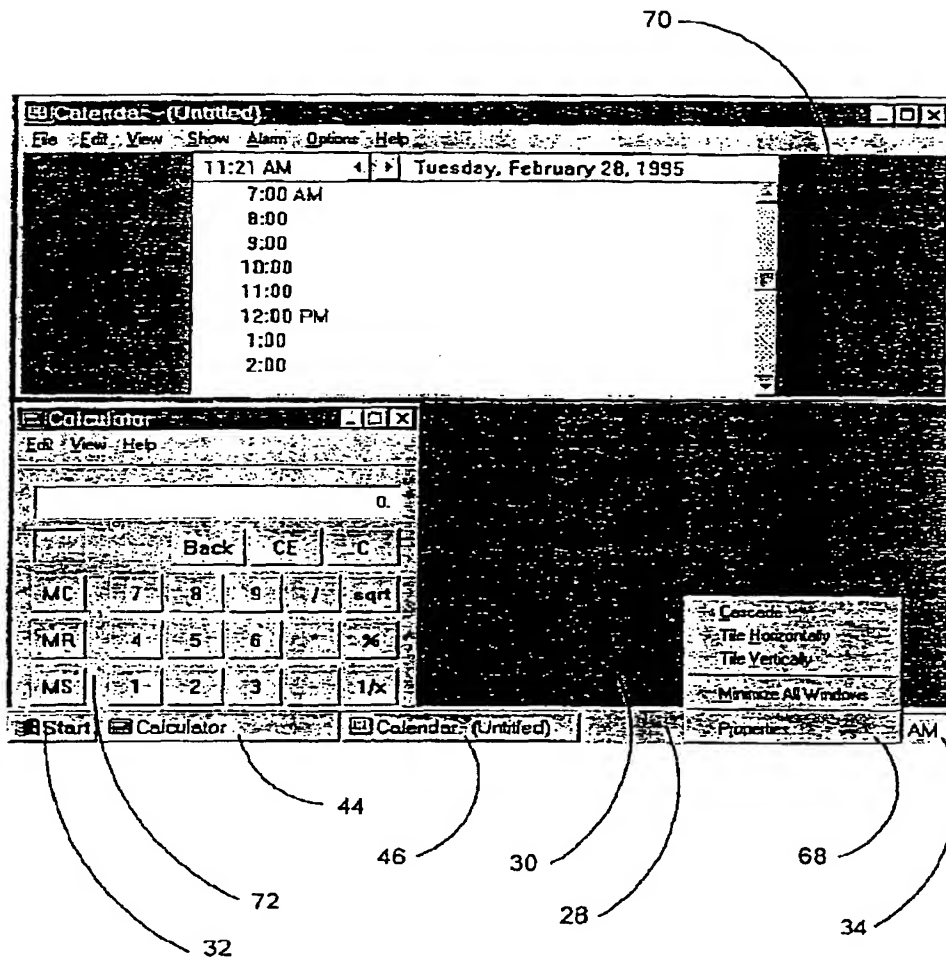 70
Calendar - (Untitled)
File Edit View Show Alarm Options Help
11:21 AM Tuesday, February 28, 1995
7:00 AM
8:00
9:00
10:00
11:00
12:00 PM
1:00
2:00
Calculator
Edit View Help
0.
Back CE C
MC 7 8 9 / sqrt
MR 4 5 6 * %
MS 1 2 3 - 1/x
Cascade
Tile Horizontally
Tile Vertically
Minimize All Windows
Properties
Start Calculator Calendar - (Untitled) AM
44
46
30
68
72
28
34
32